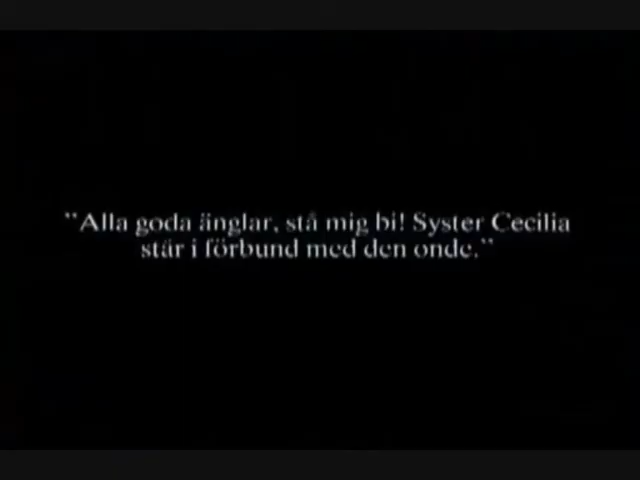 "Alla goda änglar, stå mig bi! Syster Cecilia
står i förbund med den onde."